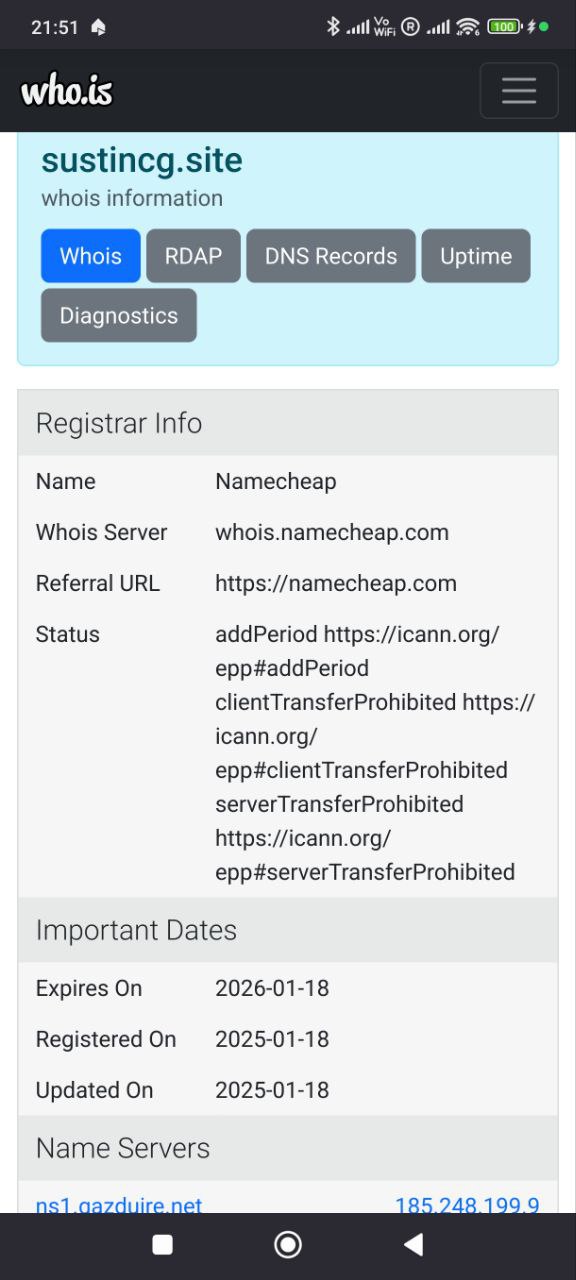 21:51
Vo
WiFi
R
6
100
who.is
sustincg.site
whois information
Whois RDAP DNS Records Uptime
Diagnostics
Registrar Info
Name Namecheap
Whois Server whois.namecheap.com
Referral URL https://namecheap.com
Status addPeriod https://icann.org/
epp#addPeriod
clientTransferProhibited https://
icann.org/
epp#clientTransferProhibited
serverTransferProhibited
https://icann.org/
epp#serverTransferProhibited
Important Dates
Expires On 2026-01-18
Registered On 2025-01-18
Updated On 2025-01-18
Name Servers
ns1.gazduire.net 185.248.199.9